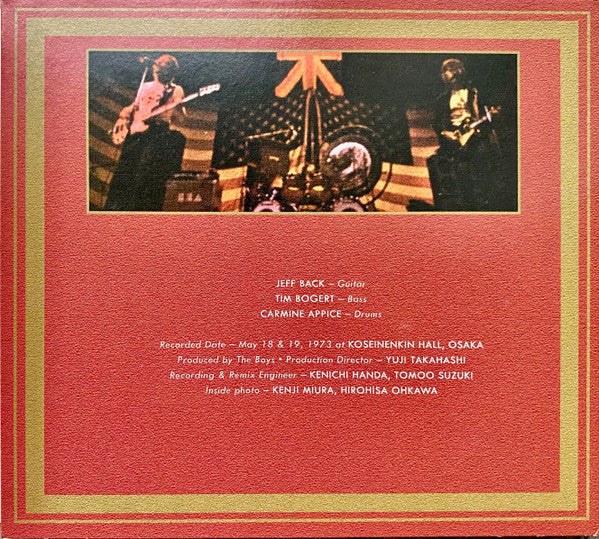 JEFF BACK – Guitar
TIM BOGERT – Bass
CARMINE APPICE – Drums
Recorded Date – May 18 & 19, 1973 at KOSEINENKIN HALL, OSAKA
Produced by The Boys • Production Director – YUJI TAKAHASHI
Recording & Remix Engineer – KENICHI HANDA, TOMOO SUZUKI
Inside photo – KENJI MIURA, HIROHISA OHKAWA